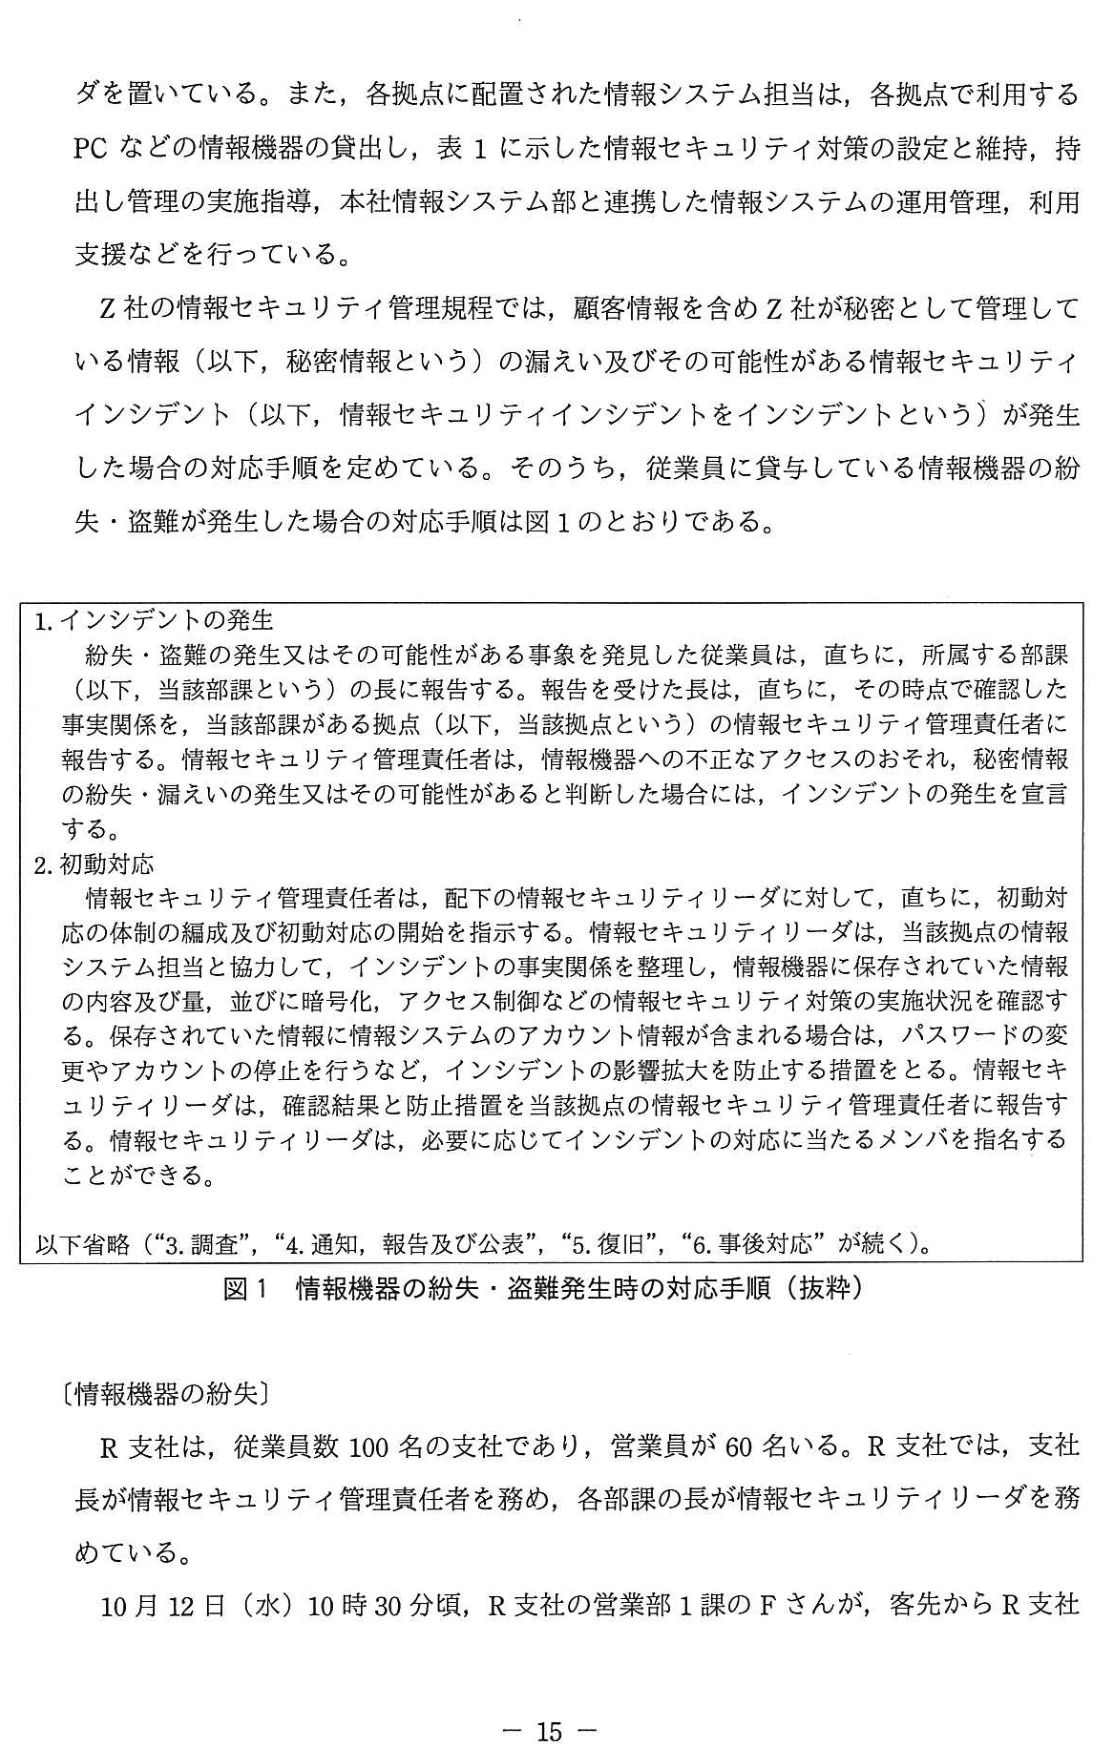 ダを置いている。また，各拠点に配置された情報システム担当は，各拠点で利用する
PC などの情報機器の貸出し，表 1 に示した情報セキュリティ対策の設定と維持，持
出し管理の実施指導，本社情報システム部と連携した情報システムの運用管理，利用
支援などを行っている。
Z 社の情報セキュリティ管理規程では，顧客情報を含め Z 社が秘密として管理して
いる情報（以下，秘密情報という）の漏えい及びその可能性がある情報セキュリティ
インシデント（以下，情報セキュリティインシデントをインシデントという）が発生
した場合の対応手順を定めている。そのうち，従業員に貸与している情報機器の紛
失・盗難が発生した場合の対応手順は図 1 のとおりである。
1. インシデントの発生
紛失・盗難の発生又はその可能性がある事象を発見した従業員は，直ちに，所属する部課
（以下，当該部課という）の長に報告する。報告を受けた長は，直ちに，その時点で確認した
事実関係を，当該部課がある拠点（以下，当該拠点という）の情報セキュリティ管理責任者に
報告する。情報セキュリティ管理責任者は，情報機器への不正なアクセスのおそれ，秘密情報
の紛失・漏えいの発生又はその可能性があると判断した場合には，インシデントの発生を宣言
する。
2. 初動対応
情報セキュリティ管理責任者は，配下の情報セキュリティリーダに対して，直ちに，初動対
応の体制の編成及び初動対応の開始を指示する。情報セキュリティリーダは，当該拠点の情報
システム担当と協力して，インシデントの事実関係を整理し，情報機器に保存されていた情報
の内容及び量，並びに暗号化，アクセス制御などの情報セキュリティ対策の実施状況を確認す
る。保存されていた情報に情報システムのアカウント情報が含まれる場合は，パスワードの変
更やアカウントの停止を行うなど，インシデントの影響拡大を防止する措置をとる。情報セキ
ュリティリーダは，確認結果と防止措置を当該拠点の情報セキュリティ管理責任者に報告す
る。情報セキュリティリーダは，必要に応じてインシデントの対応に当たるメンバを指名する
ことができる。
以下省略（“3. 調査”，“4. 通知，報告及び公表”，“5. 復旧”，“6. 事後対応” が続く）。
図 1　情報機器の紛失・盗難発生時の対応手順（抜粋）
〔情報機器の紛失〕
R 支社は，従業員数 100 名の支社であり，営業員が 60 名いる。R 支社では，支社
長が情報セキュリティ管理責任者を務め，各部課の長が情報セキュリティリーダを務
めている。
10 月 12 日（水）10 時 30 分頃，R 支社の営業部 1 課の F さんが，客先から R 支社
－ 15 －